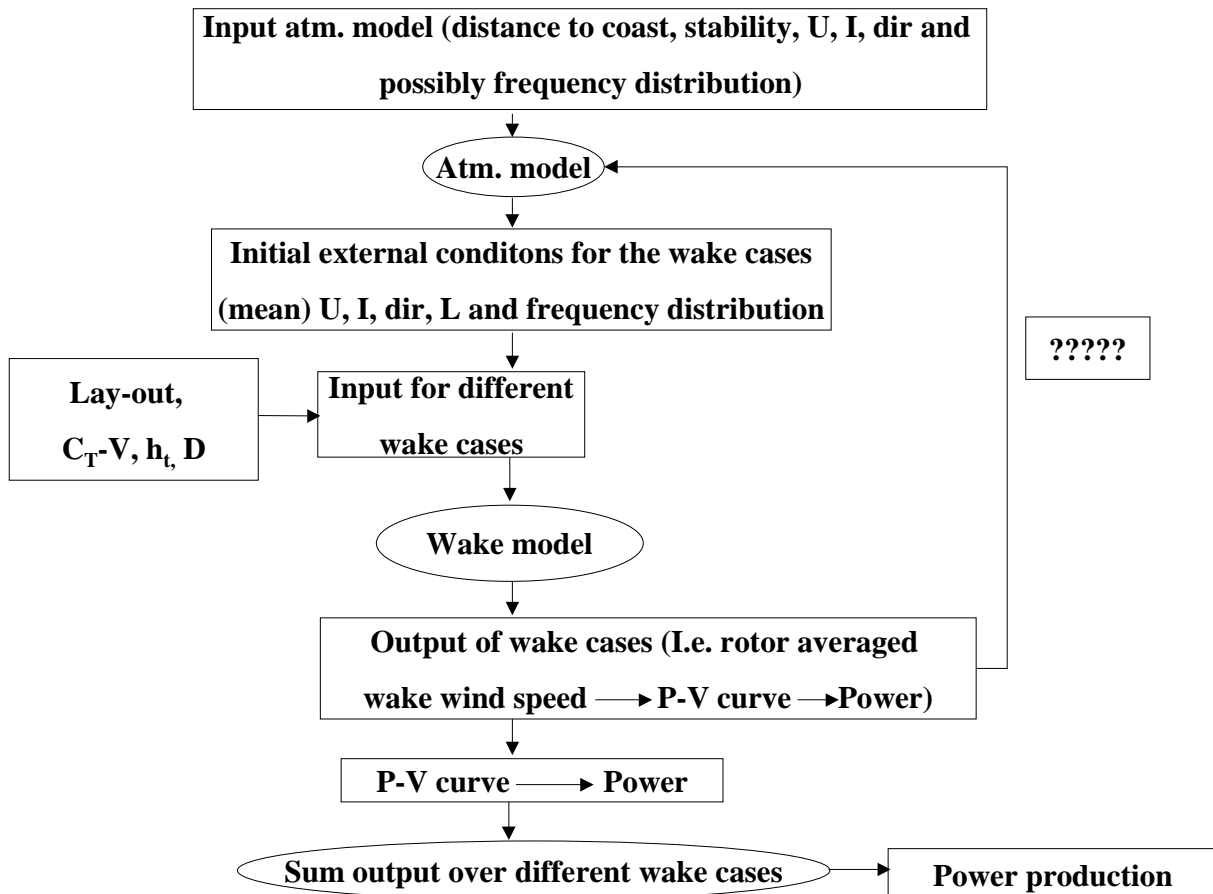 Input atm. model (distance to coast, stability, U, I, dir and
possibly frequency distribution)
Atm. model
Initial external conditons for the wake cases
(mean) U, I, dir, L and frequency distribution
?????
Lay-out,
C_T-V, h_t, D
Input for different
wake cases
Wake model
Output of wake cases (I.e. rotor averaged
wake wind speed → P-V curve → Power)
P-V curve → Power
Sum output over different wake cases
Power production